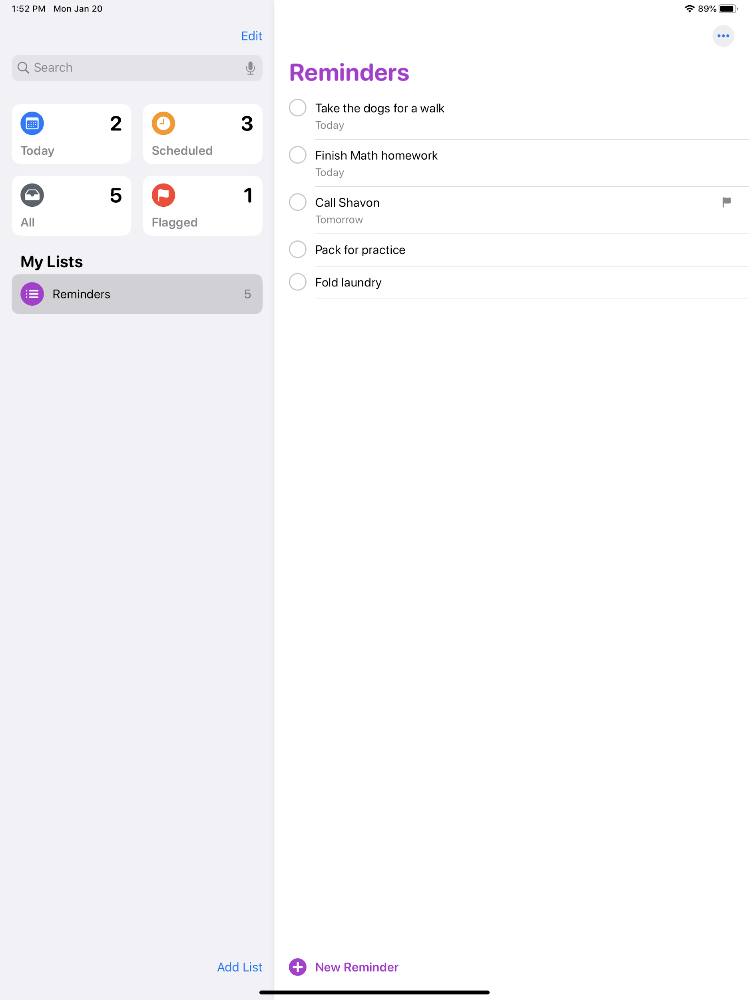 1:52 PM Mon Jan 20
89%
Edit
Search
2
Today
3
Scheduled
5
All
1
Flagged
My Lists
Reminders 5
Add List
Reminders
Take the dogs for a walk
Today
Finish Math homework
Today
Call Shavon
Tomorrow
Pack for practice
Fold laundry
New Reminder